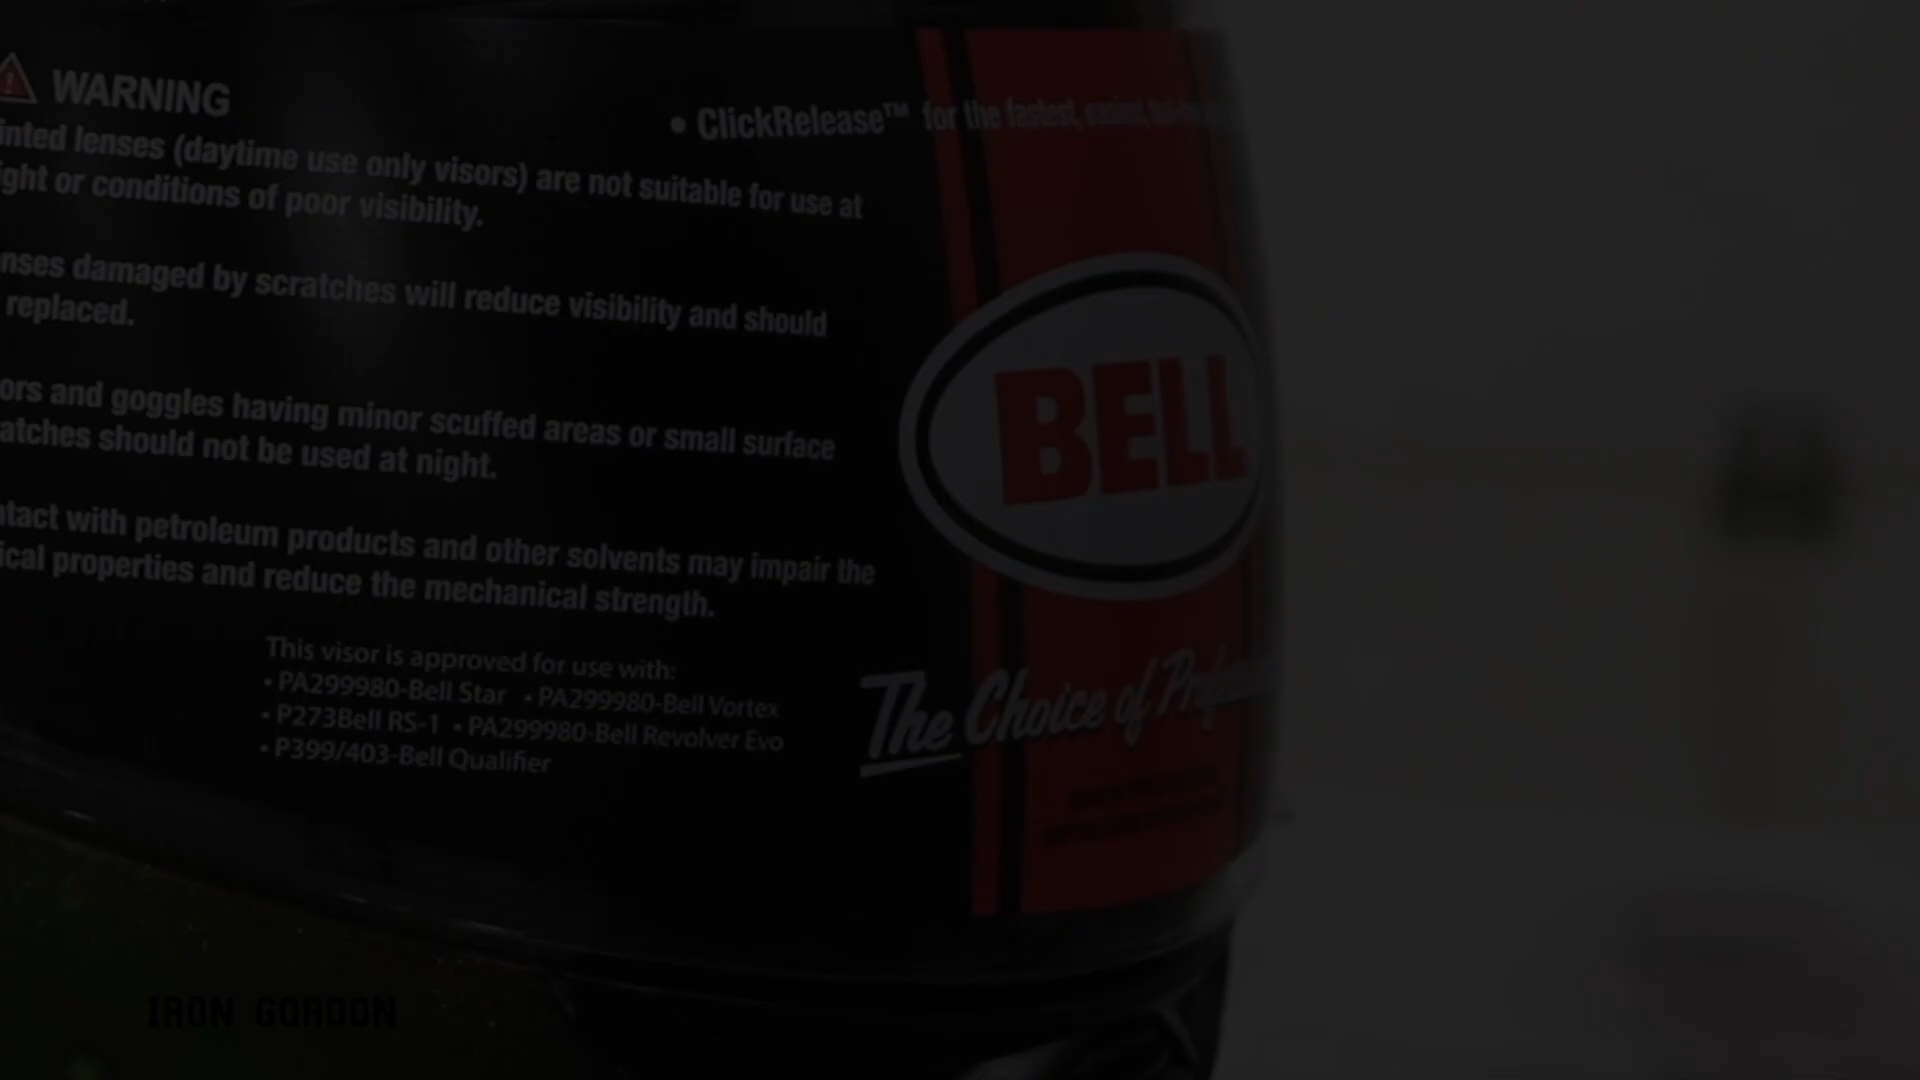 WARNING
inted lenses (daytime use only visors) are not suitable for use at
ight or conditions of poor visibility.
nses damaged by scratches will reduce visibility and should
replaced.
ors and goggles having minor scuffed areas or small surface
atches should not be used at night.
ntact with petroleum products and other solvents may impair the
ical properties and reduce the mechanical strength.
This visor is approved for use with:
• PA299980-Bell Star • PA299980-Bell Vortex
• P273Bell RS-1 • PA299980-Bell Revolver Evo
• P399/403-Bell Qualifier
• ClickRelease™ for the fastest, easiest,
BELL
The Choice of
IRON GORDON